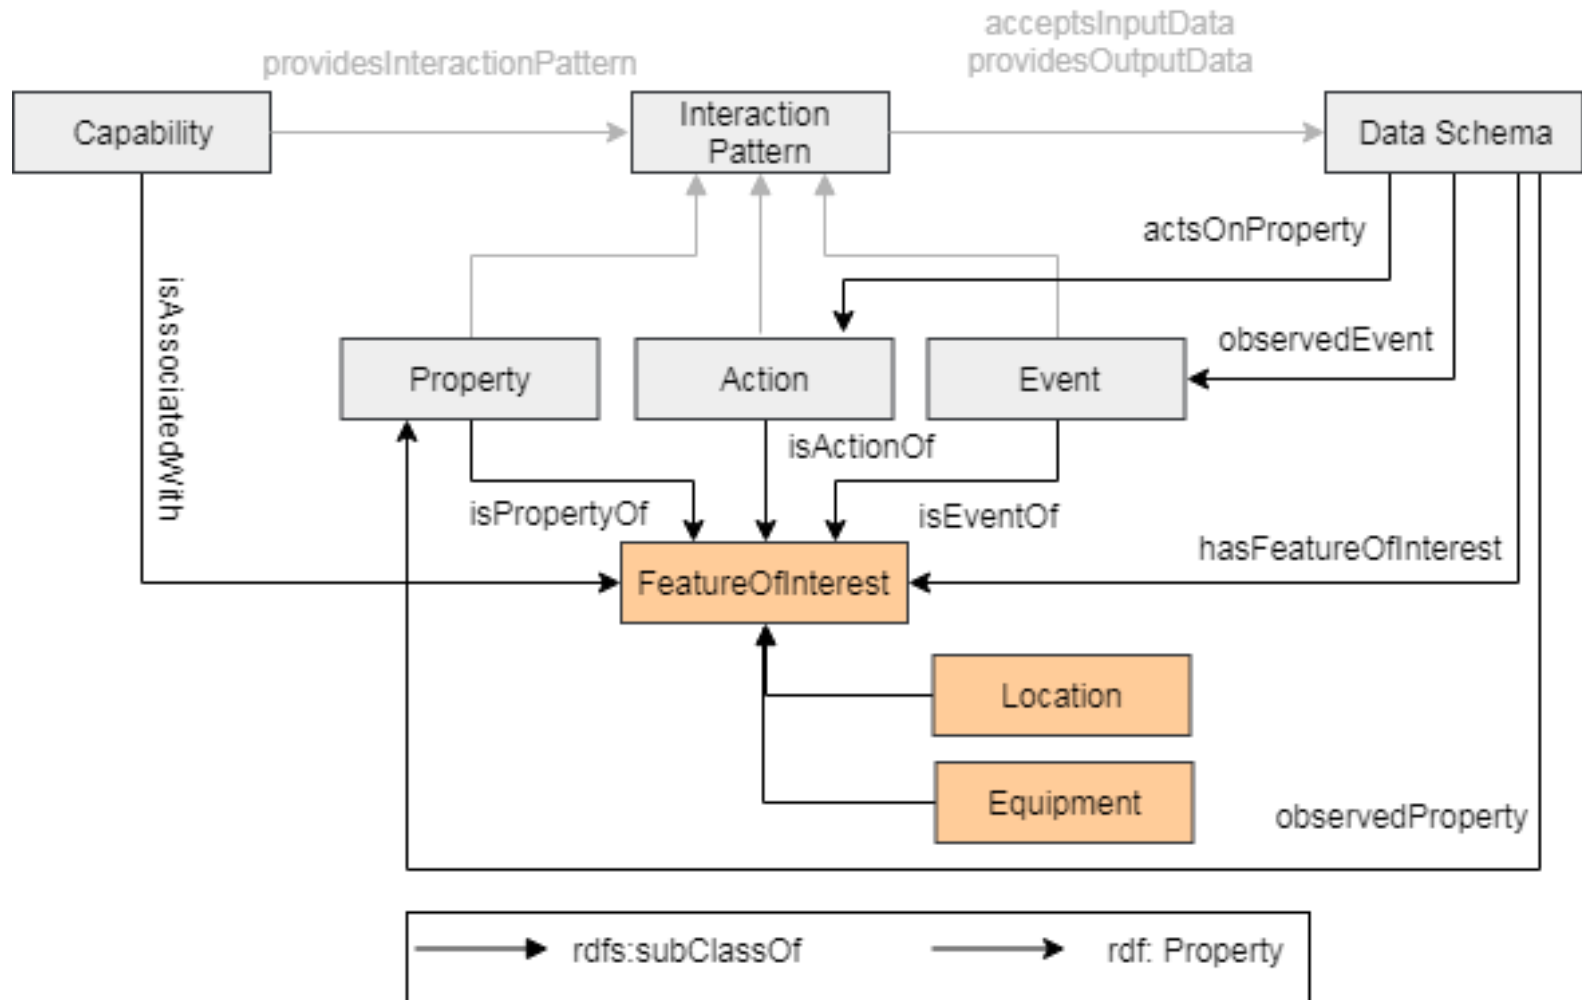 acceptsInputData
providesInteractionPattern
providesOutputData
Capability
Interaction
Pattern
Data Schema
actsOnProperty
isAssociatedWith
observedEvent
Property
Action
Event
isActionOf
isPropertyOf
isEventOf
hasFeatureOfInterest
FeatureOfInterest
Location
Equipment
observedProperty
rdfs:subClassOf
rdf: Property